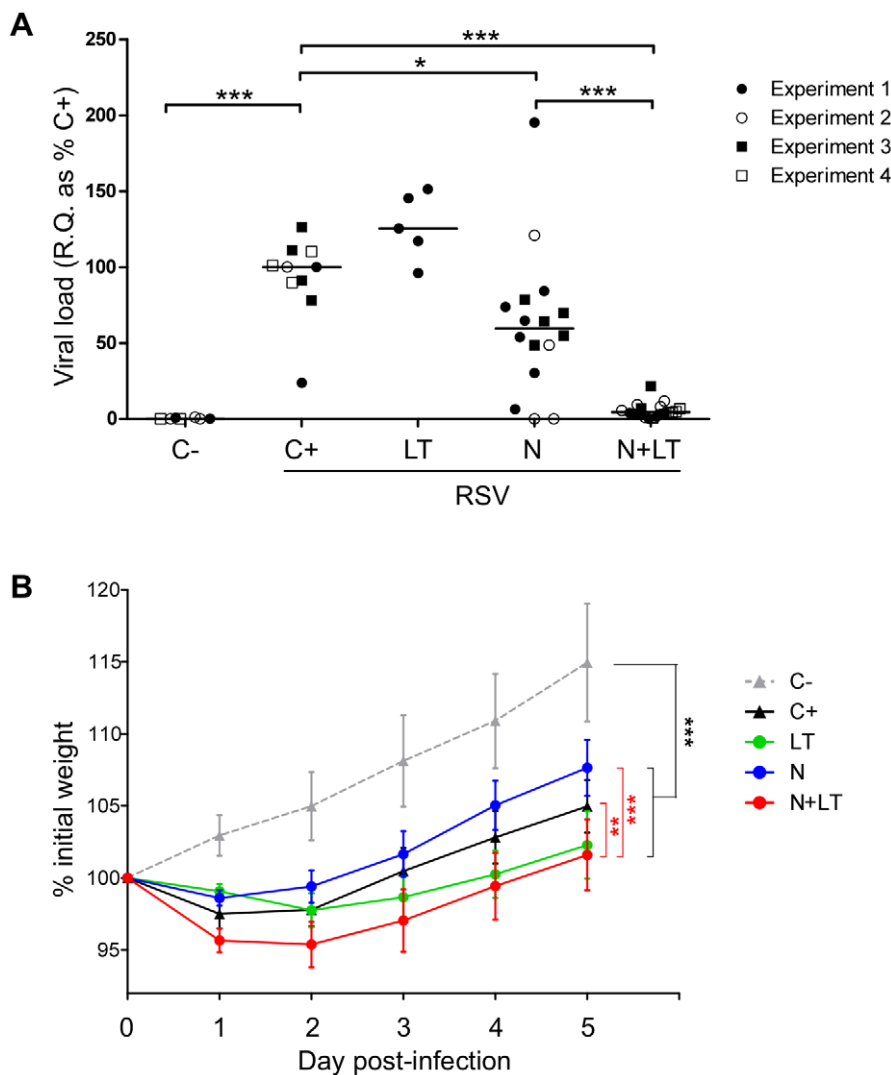 A
250
200
150
100
50
0
Viral load (R.Q. as % C+)
***
***
*
***
C-
C+
LT
N
N+LT
RSV
Experiment 1
Experiment 2
Experiment 3
Experiment 4
B
120
115
110
105
100
95
% initial weight
0
1
2
3
4
5
Day post-infection
**
***
***
C-
C+
LT
N
N+LT